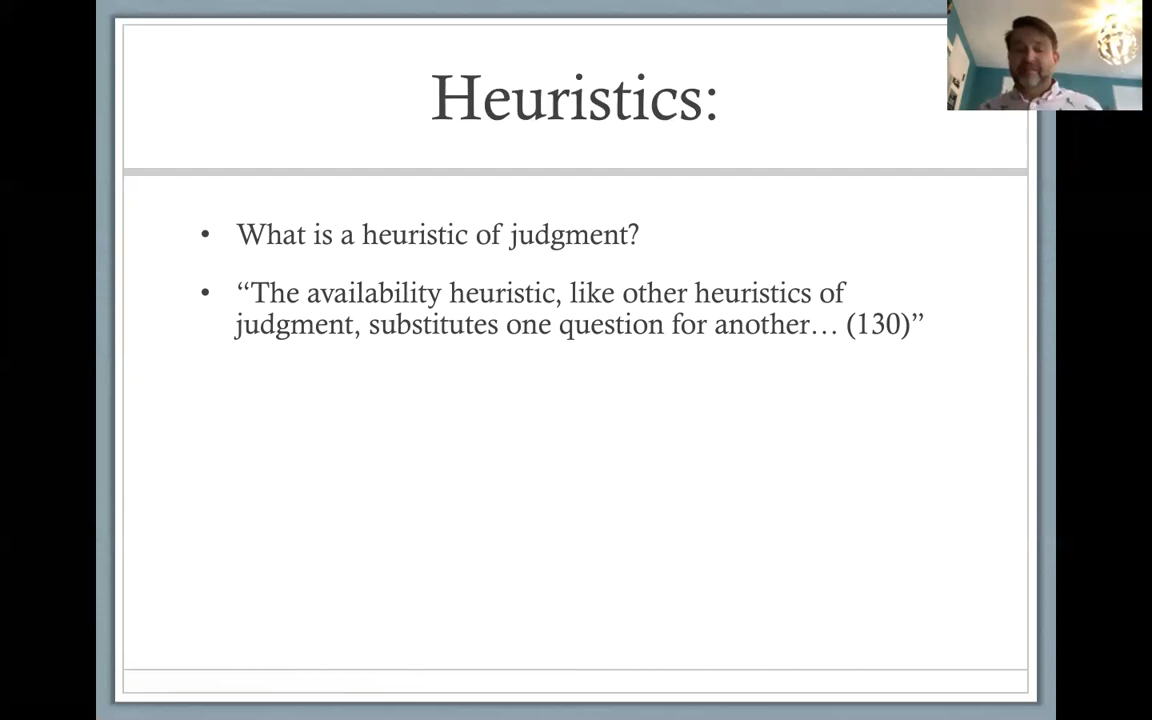 Heuristics:
• What is a heuristic of judgment?
• “The availability heuristic, like other heuristics of
judgment, substitutes one question for another… (130)”